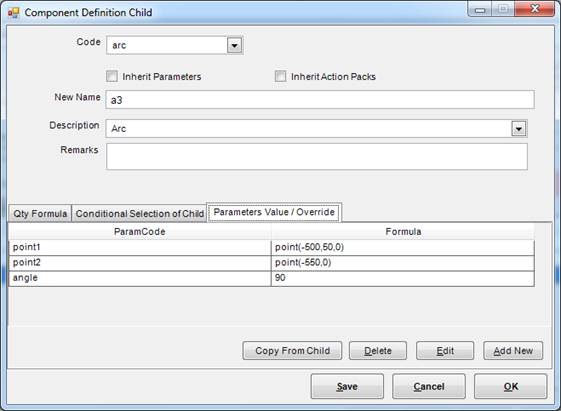 Component Definition Child
Code arc
Inherit Parameters Inherit Action Packs
New Name a3
Description Arc
Remarks
Qty Formula Conditional Selection of Child Parameters Value / Override
ParamCode Formula
point1 point(-500,50,0)
point2 point(-550,0)
angle 90
Copy From Child Delete Edit Add New
Save Cancel OK